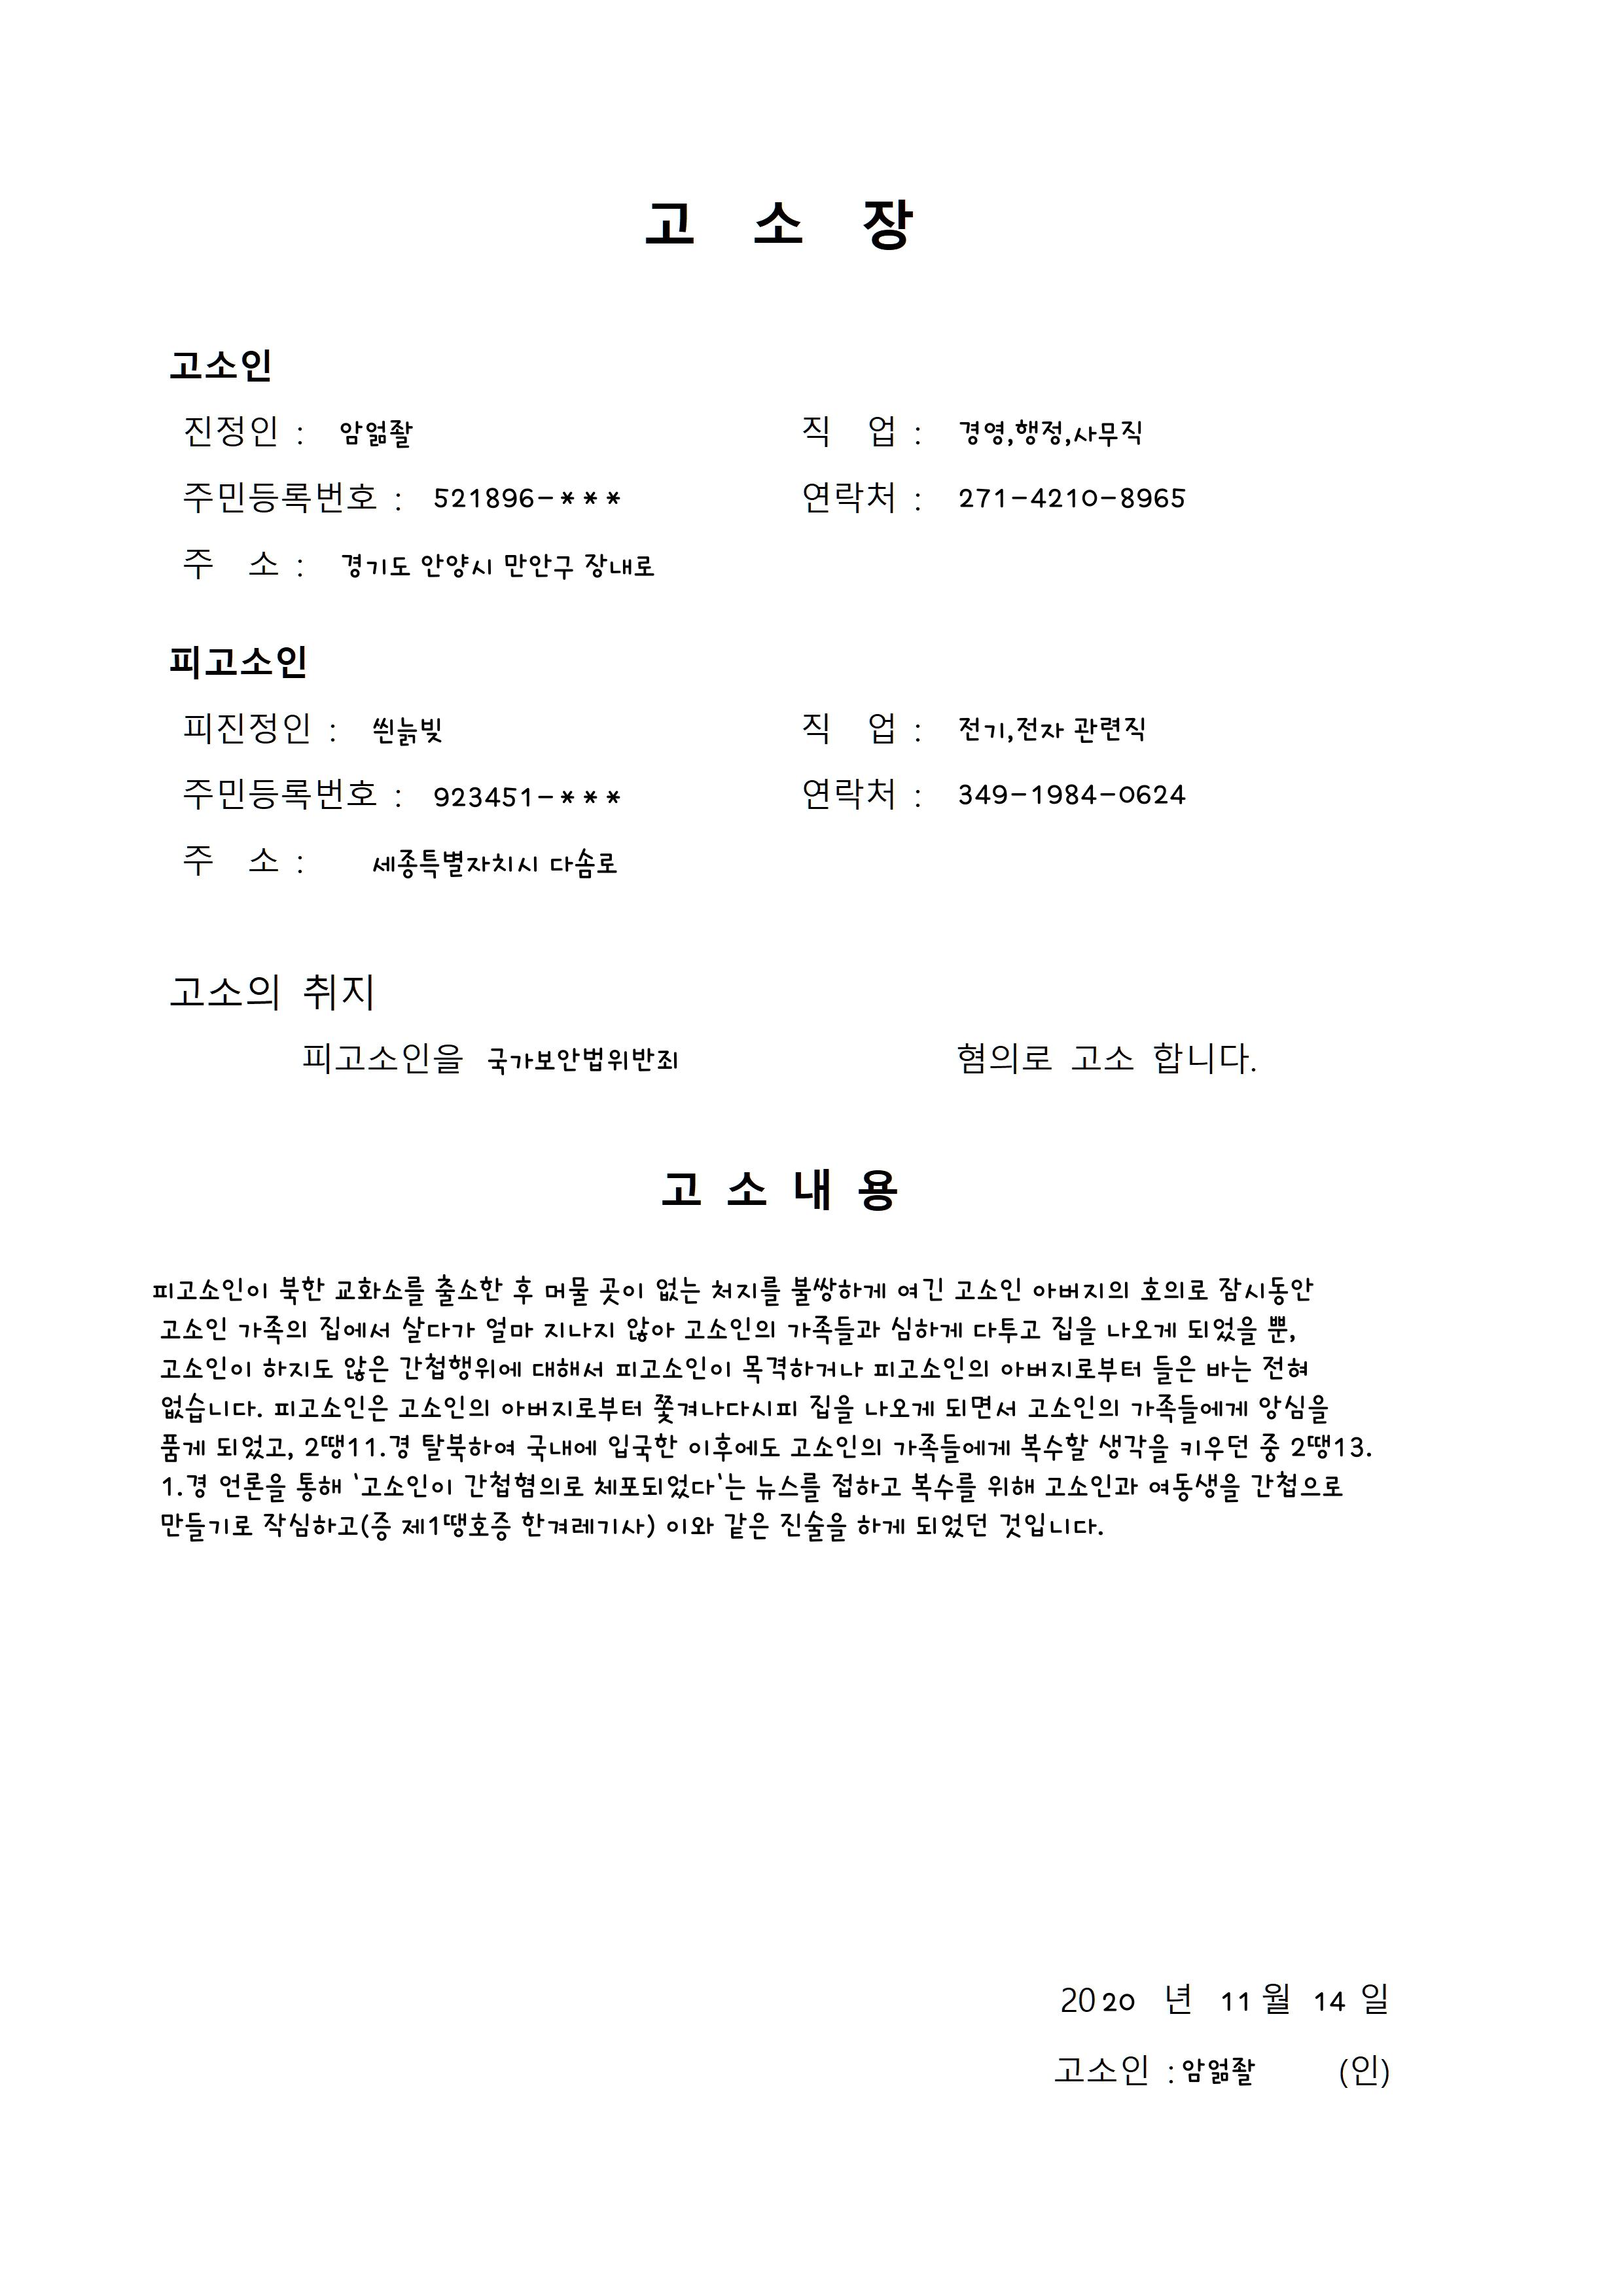 고 소 장
고소인
진정인 : 암얾좔 직 업 : 경영,행정,사무직
주민등록번호 : 521896-*** 연락처 : 271-4210-8965
주 소 : 경기도 안양시 만안구 장내로
피고소인
피진정인 : 쒼늙빚 직 업 : 전기,전자 관련직
주민등록번호 : 923451-*** 연락처 : 349-1984-0624
주 소 : 세종특별자치시 다솜로
고소의 취지
피고소인을 국가보안법위반죄 혐의로 고소 합니다.
고 소 내 용
피고소인이 북한 교화소를 출소한 후 머물 곳이 없는 처지를 불쌍하게 여긴 고소인 아버지의 호의로 잠시동안
고소인 가족의 집에서 살다가 얼마 지나지 않아 고소인의 가족들과 심하게 다투고 집을 나오게 되었을 뿐,
고소인이 하지도 않은 간첩행위에 대해서 피고소인이 목격하거나 피고소인의 아버지로부터 들은 바는 전혀
없습니다. 피고소인은 고소인의 아버지로부터 쫓겨나다시피 집을 나오게 되면서 고소인의 가족들에게 앙심을
품게 되었고, 2땡11.경 탈북하여 국내에 입국한 이후에도 고소인의 가족들에게 복수할 생각을 키우던 중 2땡13.
1.경 언론을 통해 '고소인이 간첩혐의로 체포되었다'는 뉴스를 접하고 복수를 위해 고소인과 여동생을 간첩으로
만들기로 작심하고(증 제1땡호증 한겨레기사) 이와 같은 진술을 하게 되었던 것입니다.
2020 년 11 월 14 일
고소인 : 암얾좔 (인)